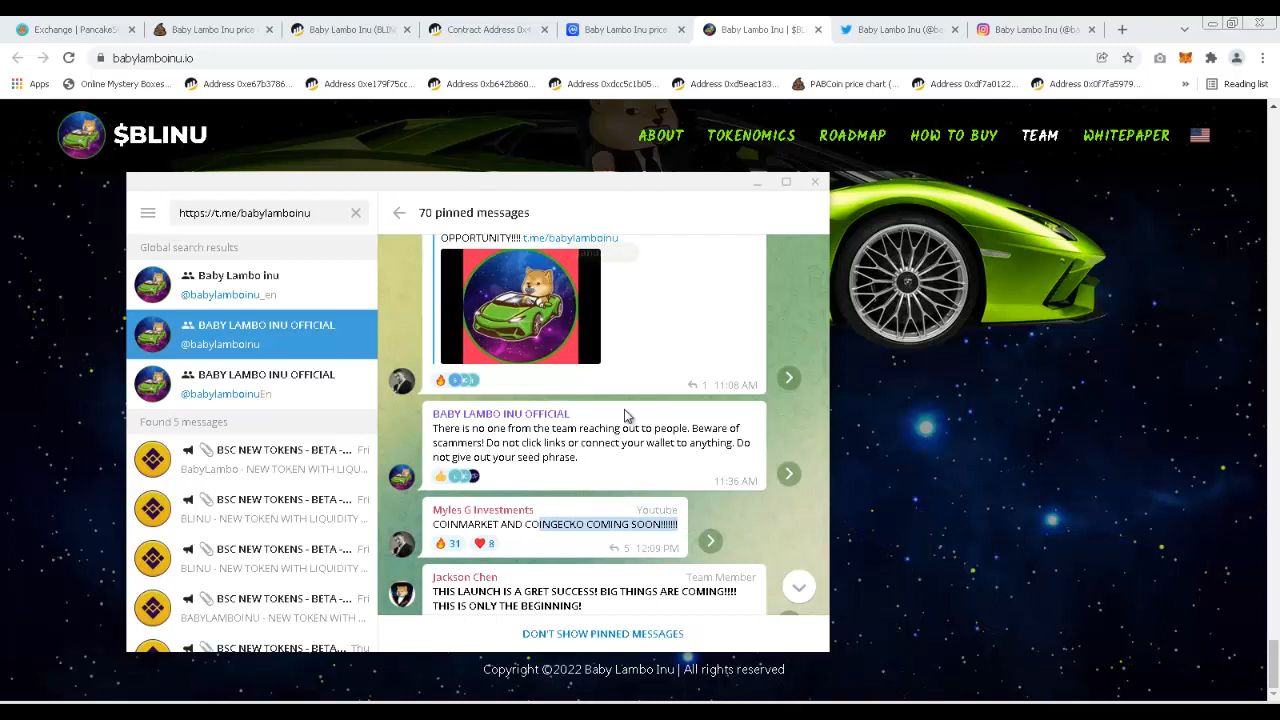 Exchange | PancakeS
Baby Lambo Inu price
Baby Lambo Inu (BLIN
Contract Address
Baby Lambo Inu price
Baby Lambo Inu | $BL
Baby Lambo Inu (@ba
Baby Lambo Inu (@ba
babylamboinu.io
Apps
Online Mystery Boxes...
Address 0xe67b3786...
Address 0xe179f75cc...
Address 0xb642b860...
Address 0xdcc5c1b05...
Address 0xd5eac183...
PABCoin price chart (...
Address 0xdf7a0122...
Address 0x0f7fa5979...
»
Reading list
$BLINU
ABOUT
TOKENOMICS
ROADMAP
HOW TO BUY
TEAM
WHITEPAPER
https://t.me/babylamboinu
70 pinned messages
Global search results
Baby Lambo inu
@babylamboinu_en
BABY LAMBO INU OFFICIAL
@babylamboinu
BABY LAMBO INU OFFICIAL
@babylamboinuEn
Found 5 messages
BSC NEW TOKENS - BETA -... Fri
BabyLambo - NEW TOKEN WITH LIQU...
BSC NEW TOKENS - BETA -... Fri
BLINU - NEW TOKEN WITH LIQUIDITY ...
BSC NEW TOKENS - BETA -... Fri
BLINU - NEW TOKEN WITH LIQUIDITY ...
BSC NEW TOKENS - BETA -... Fri
BABYLAMBOINU - NEW TOKEN WITH ...
BSC NEW TOKENS - BETA -... Thu
OPPORTUNITY!!!! t.me/babylamboinu
1 11:08 AM
BABY LAMBO INU OFFICIAL
There is no one from the team reaching out to people. Beware of
scammers! Do not click links or connect your wallet to anything. Do
not give out your seed phrase.
11:36 AM
Myles G Investments Youtube
COINMARKET AND COINGECKO COMING SOON!!!!!!!
31 8 5 12:09 PM
Jackson Chen Team Member
THIS LAUNCH IS A GRET SUCCESS! BIG THINGS ARE COMING!!!!
THIS IS ONLY THE BEGINNING!
DON'T SHOW PINNED MESSAGES
Copyright ©2022 Baby Lambo Inu | All rights reserved